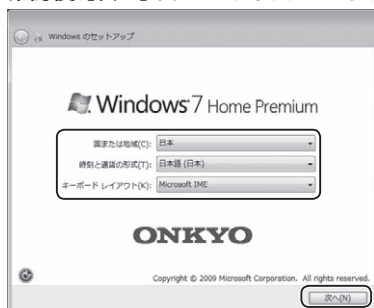 Windows のセットアップ
Windows 7 Home Premium
国または地域(C): 日本
時刻と通貨の形式(T): 日本語 (日本)
キーボード レイアウト(K): Microsoft IME
ONKYO
Copyright © 2009 Microsoft Corporation. All rights reserved.
次へ(N)